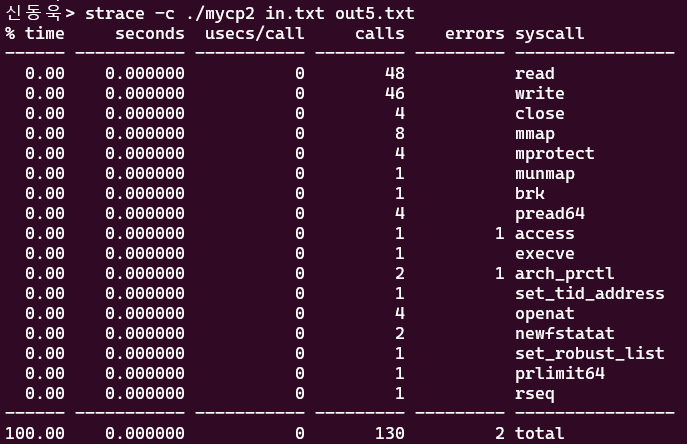 신동욱> strace -c ./mycp2 in.txt out5.txt
% time     seconds  usecs/call     calls    errors syscall
------ ----------- ----------- --------- --------- ----------------
  0.00    0.000000           0        48           read
  0.00    0.000000           0        46           write
  0.00    0.000000           0         4           close
  0.00    0.000000           0         8           mmap
  0.00    0.000000           0         4           mprotect
  0.00    0.000000           0         1           munmap
  0.00    0.000000           0         1           brk
  0.00    0.000000           0         4           pread64
  0.00    0.000000           0         1         1 access
  0.00    0.000000           0         1           execve
  0.00    0.000000           0         2         1 arch_prctl
  0.00    0.000000           0         1           set_tid_address
  0.00    0.000000           0         4           openat
  0.00    0.000000           0         2           newfstatat
  0.00    0.000000           0         1           set_robust_list
  0.00    0.000000           0         1           prlimit64
  0.00    0.000000           0         1           rseq
------ ----------- ----------- --------- --------- ----------------
100.00    0.000000           0       130         2 total